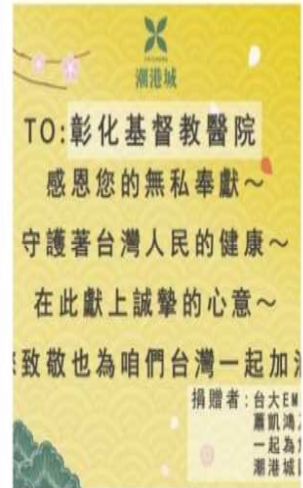 潮港城
TO:彰化基督教醫院
感恩您的無私奉獻～
守護著台灣人民的健康～
在此獻上誠摯的心意～
致敬也為咱們台灣一起加
捐贈者:台大EM
蕭凱鴻
一起為
潮港城